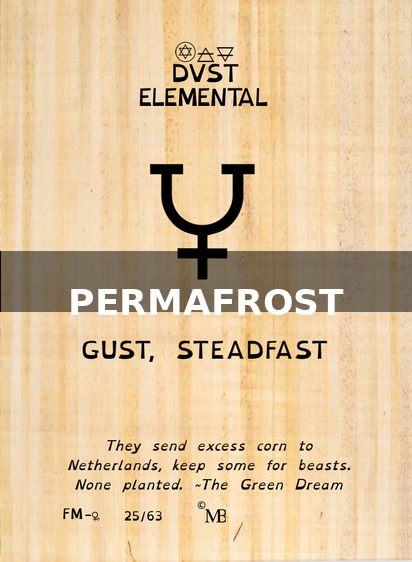 DVST
ELEMENTAL
PERMAFROST
GUST, STEADFAST
They send excess corn to
Netherlands, keep some for beasts.
None planted. ~The Green Dream
FM-♀ 25/63 © MB